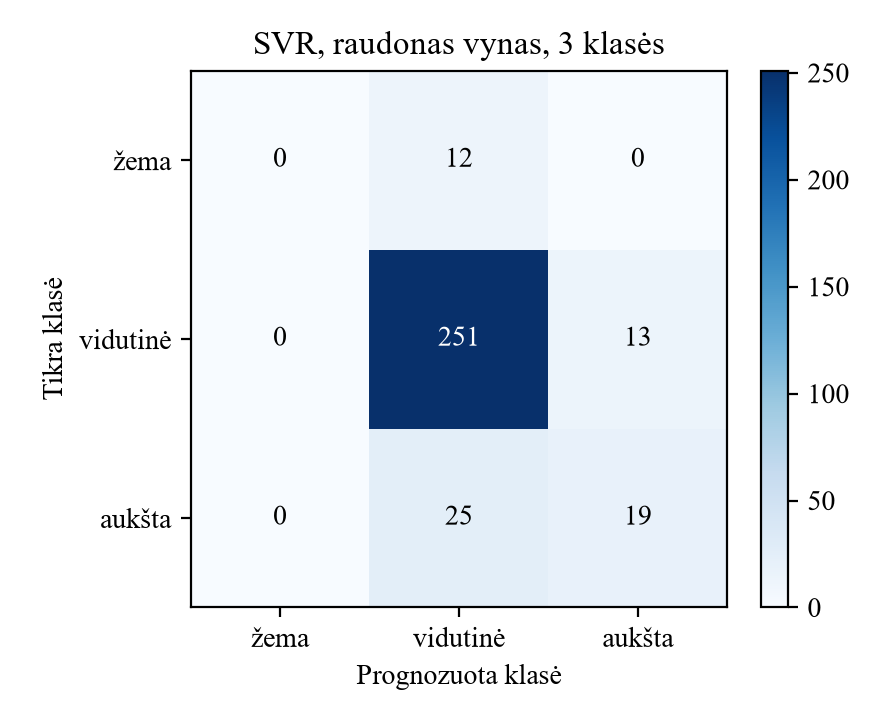 SVR, raudonas vynas, 3 klasės
250
žema 0 12 0
200
Tikra klasė
150
vidutinė 0 251 13
100
50
aukšta 0 25 19
0
žema vidutinė aukšta
Prognozuota klasė